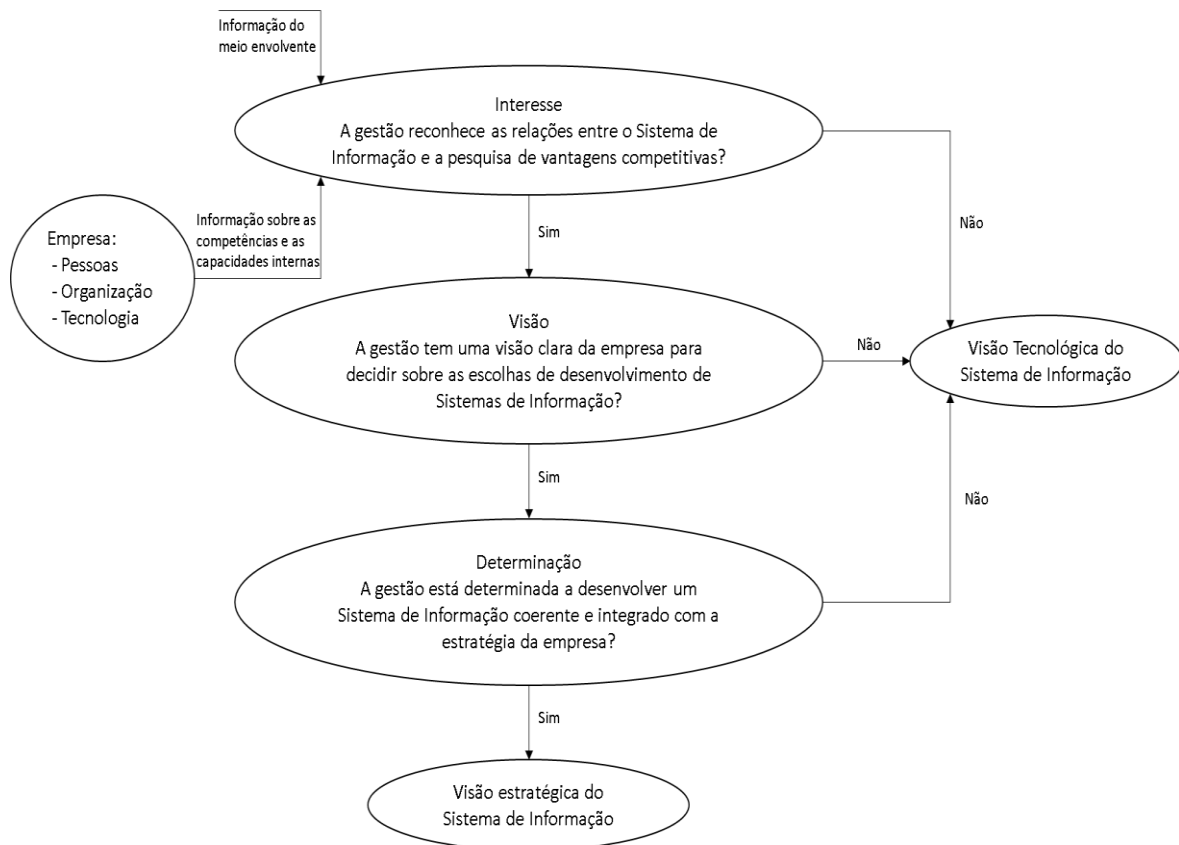 Informação do
meio envolvente
Interesse
A gestão reconhece as relações entre o Sistema de
Informação e a pesquisa de vantagens competitivas?
Empresa:
- Pessoas
- Organização
- Tecnologia
Informação sobre as
competências e as
capacidades internas
Sim
Não
Visão
A gestão tem uma visão clara da empresa para
decidir sobre as escolhas de desenvolvimento de
Sistemas de Informação?
Não
Visão Tecnológica do
Sistema de Informação
Sim
Não
Determinação
A gestão está determinada a desenvolver um
Sistema de Informação coerente e integrado com a
estratégia da empresa?
Sim
Visão estratégica do
Sistema de Informação